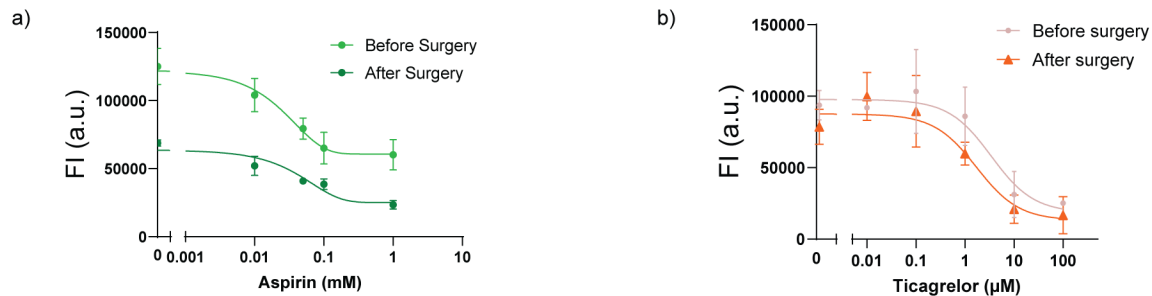 a)
150000
100000
50000
0
FI (a.u.)
Before Surgery
After Surgery
0 0.001 0.01 0.1 1 10
Aspirin (mM)
b)
150000
100000
50000
0
FI (a.u.)
Before surgery
After surgery
0 0.01 0.1 1 10 100
Ticagrelor (µM)